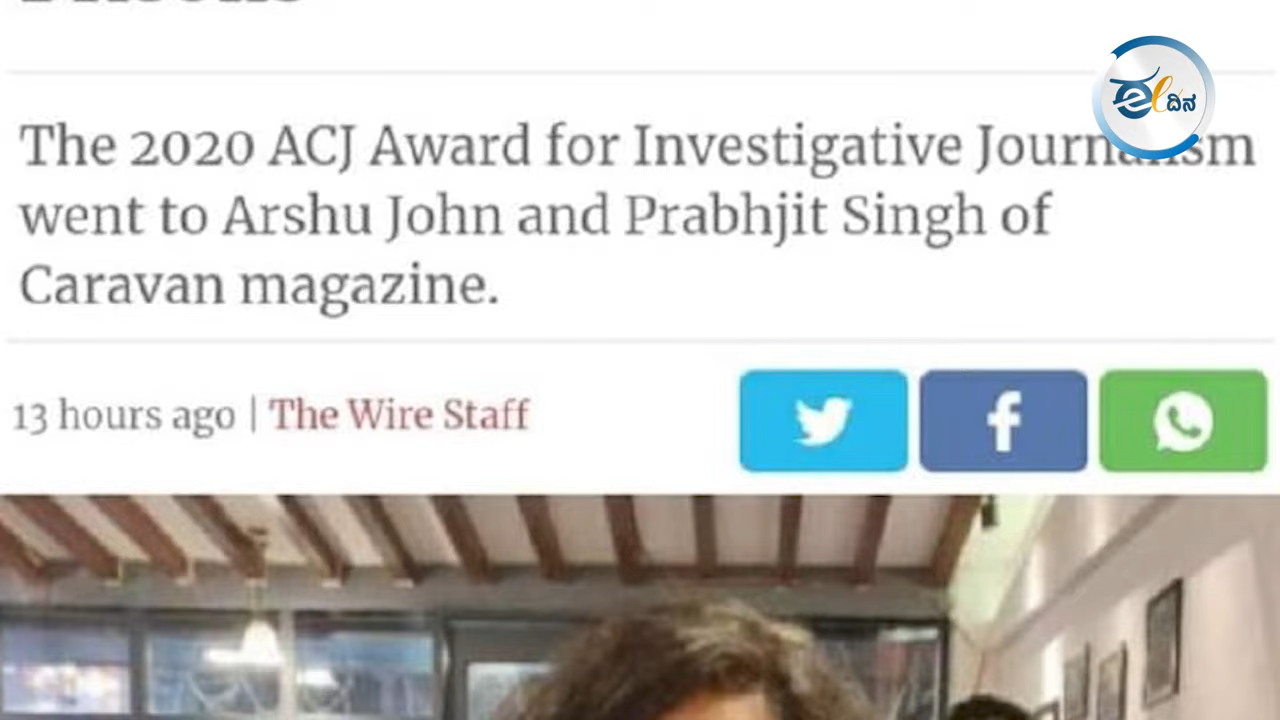 ಈದಿನ
The 2020 ACJ Award for Investigative Journalism
went to Arshu John and Prabhjit Singh of
Caravan magazine.
13 hours ago | The Wire Staff